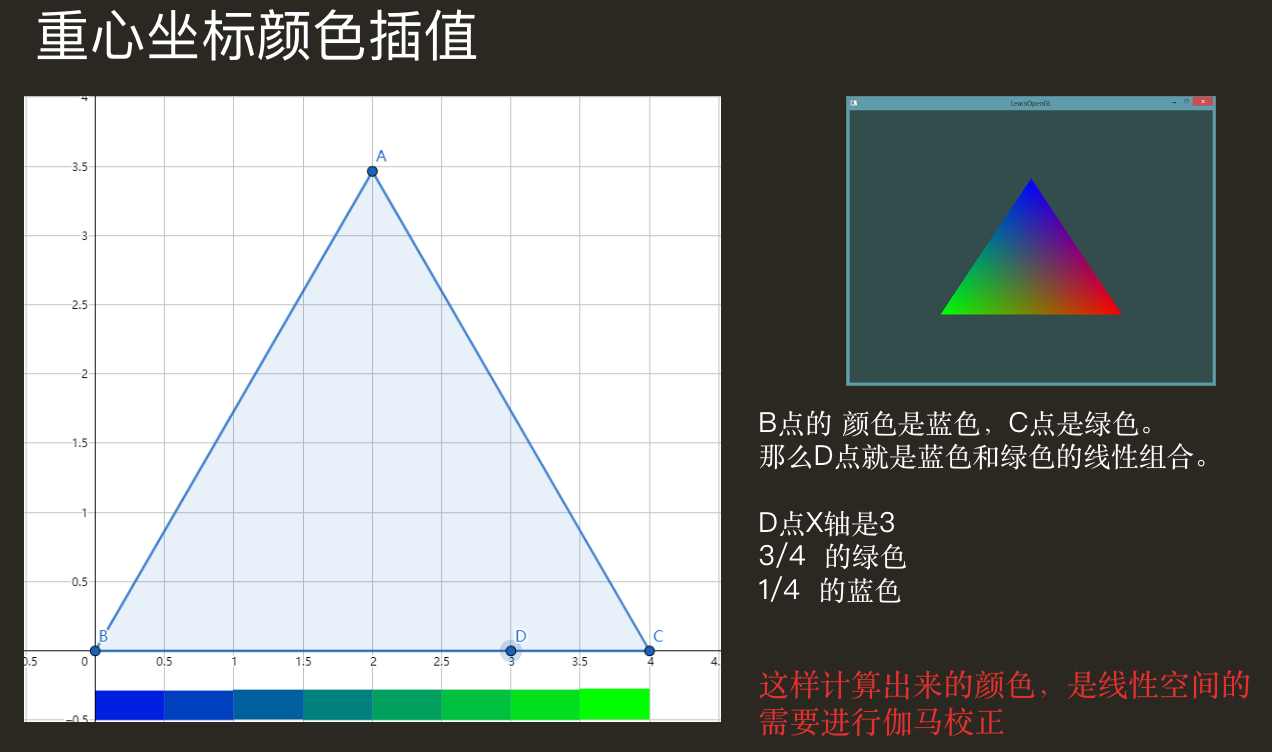 重心坐标颜色插值
4
A
3.5
3
2.5
2
1.5
1
0.5
B
D
C
0.5
0
0.5
1
1.5
2
2.5
3
3.5
4
4.
-0.5
LearnOpenGL
B点的 颜色是蓝色，C点是绿色。
那么D点就是蓝色和绿色的线性组合。
D点X轴是3
3/4 的绿色
1/4 的蓝色
这样计算出来的颜色，是线性空间的
需要进行伽马校正